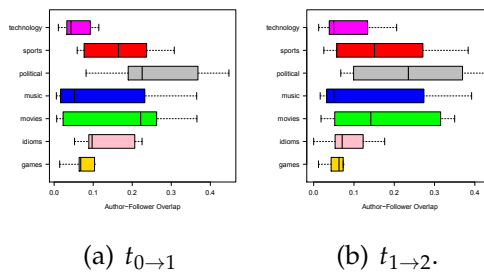 technology
sports
political
music
movies
idioms
games
0.0 0.1 0.2 0.3 0.4
Author−Follower Overlap
(a) t0→1
technology
sports
political
music
movies
idioms
games
0.0 0.1 0.2 0.3 0.4
Author−Follower Overlap
(b) t1→2.